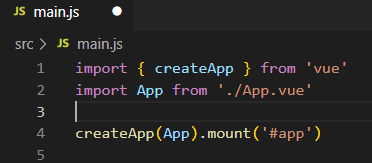 JS main.js ●
src > JS main.js
1 import { createApp } from 'vue'
2 import App from './App.vue'
3
4 createApp(App).mount('#app')